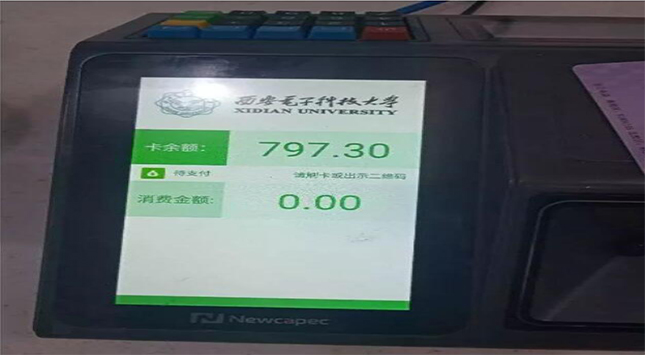 西安电子科技大学
XIDIAN UNIVERSITY
卡余额: 797.30
待支付 请刷卡或出示二维码
消费金额: 0.00
Newcapec